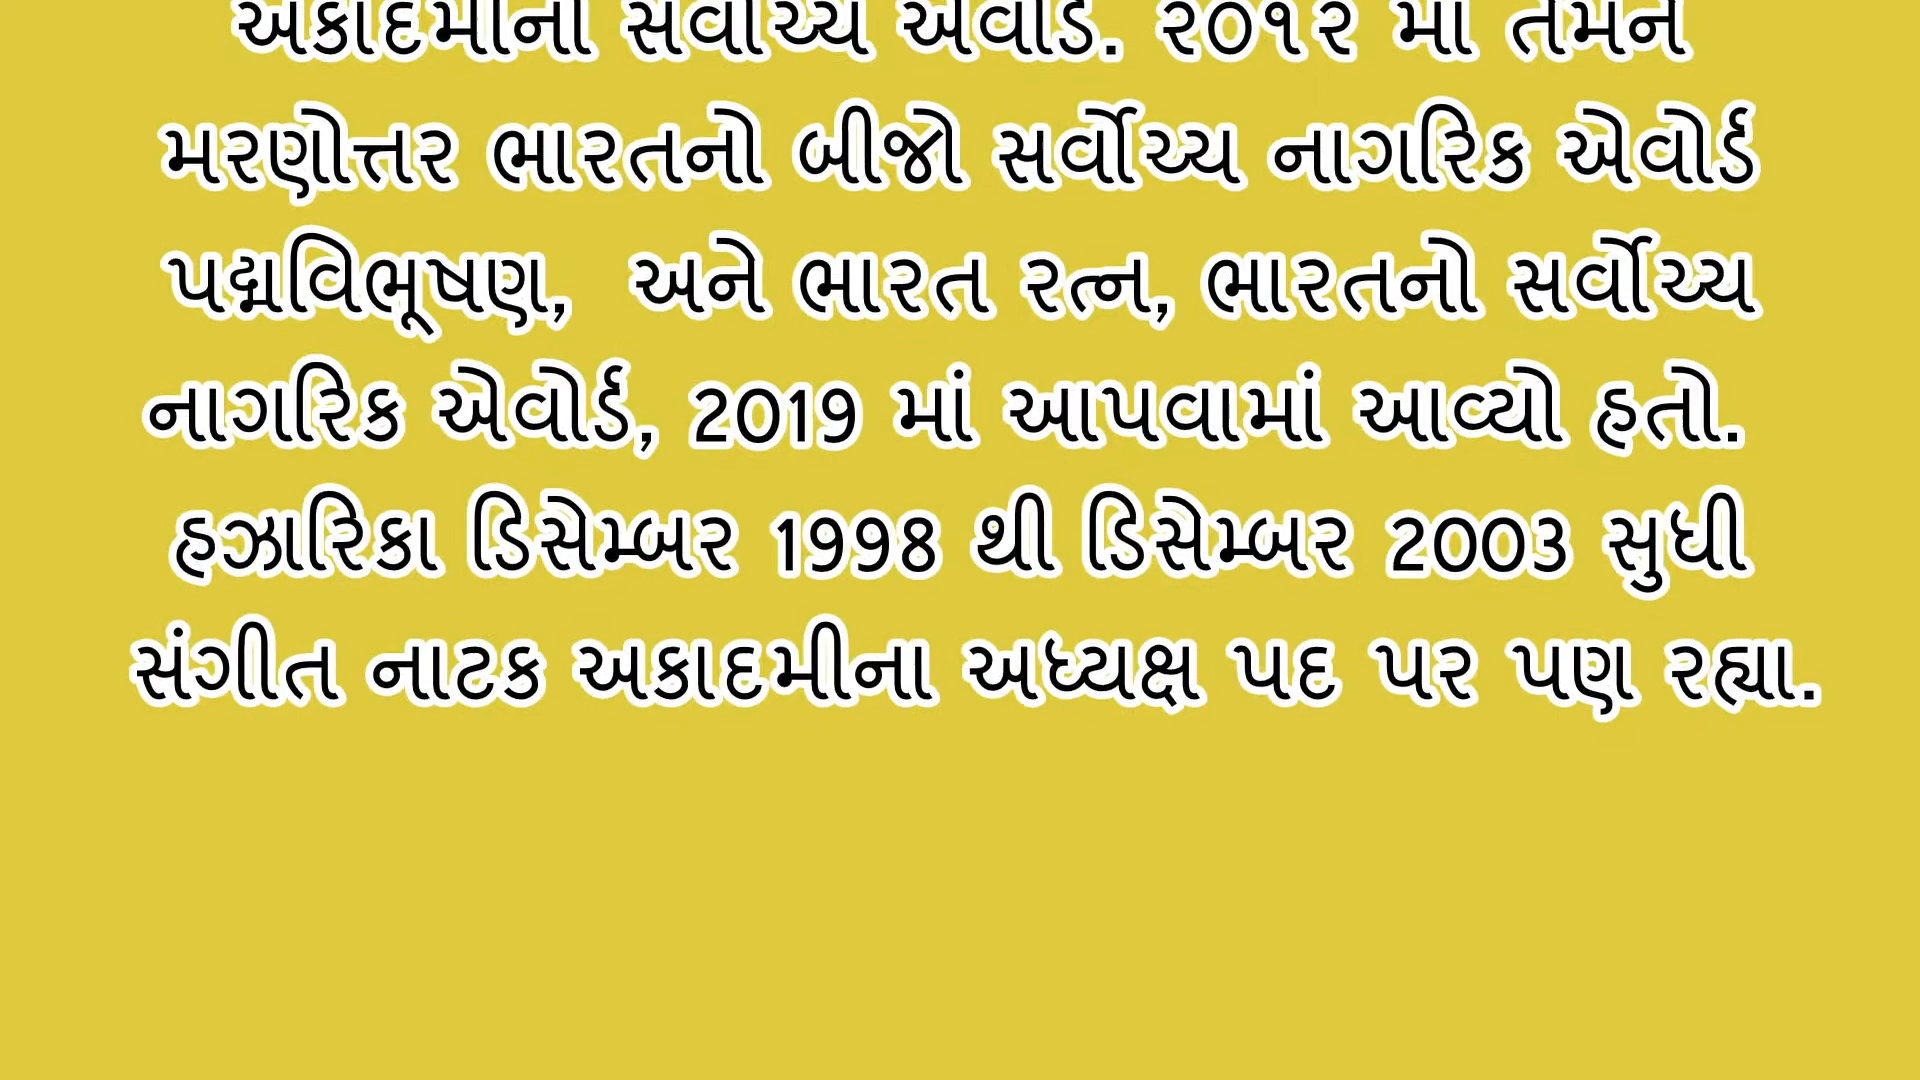 અકાદમીનો સર્વોચ્ચ એવોર્ડ. ૨૦૧૨ માં તેમને
મરણોત્તર ભારતનો બીજો સર્વોચ્ચ નાગરિક એવોર્ડ
પદ્મવિભૂષણ,  અને ભારત રત્ન, ભારતનો સર્વોચ્ચ
નાગરિક એવોર્ડ, 2019 માં આપવામાં આવ્યો હતો.
હઝારિકા ડિસેમ્બર 1998 થી ડિસેમ્બર 2003 સુધી
સંગીત નાટક અકાદમીના અધ્યક્ષ પદ પર પણ રહ્યા.